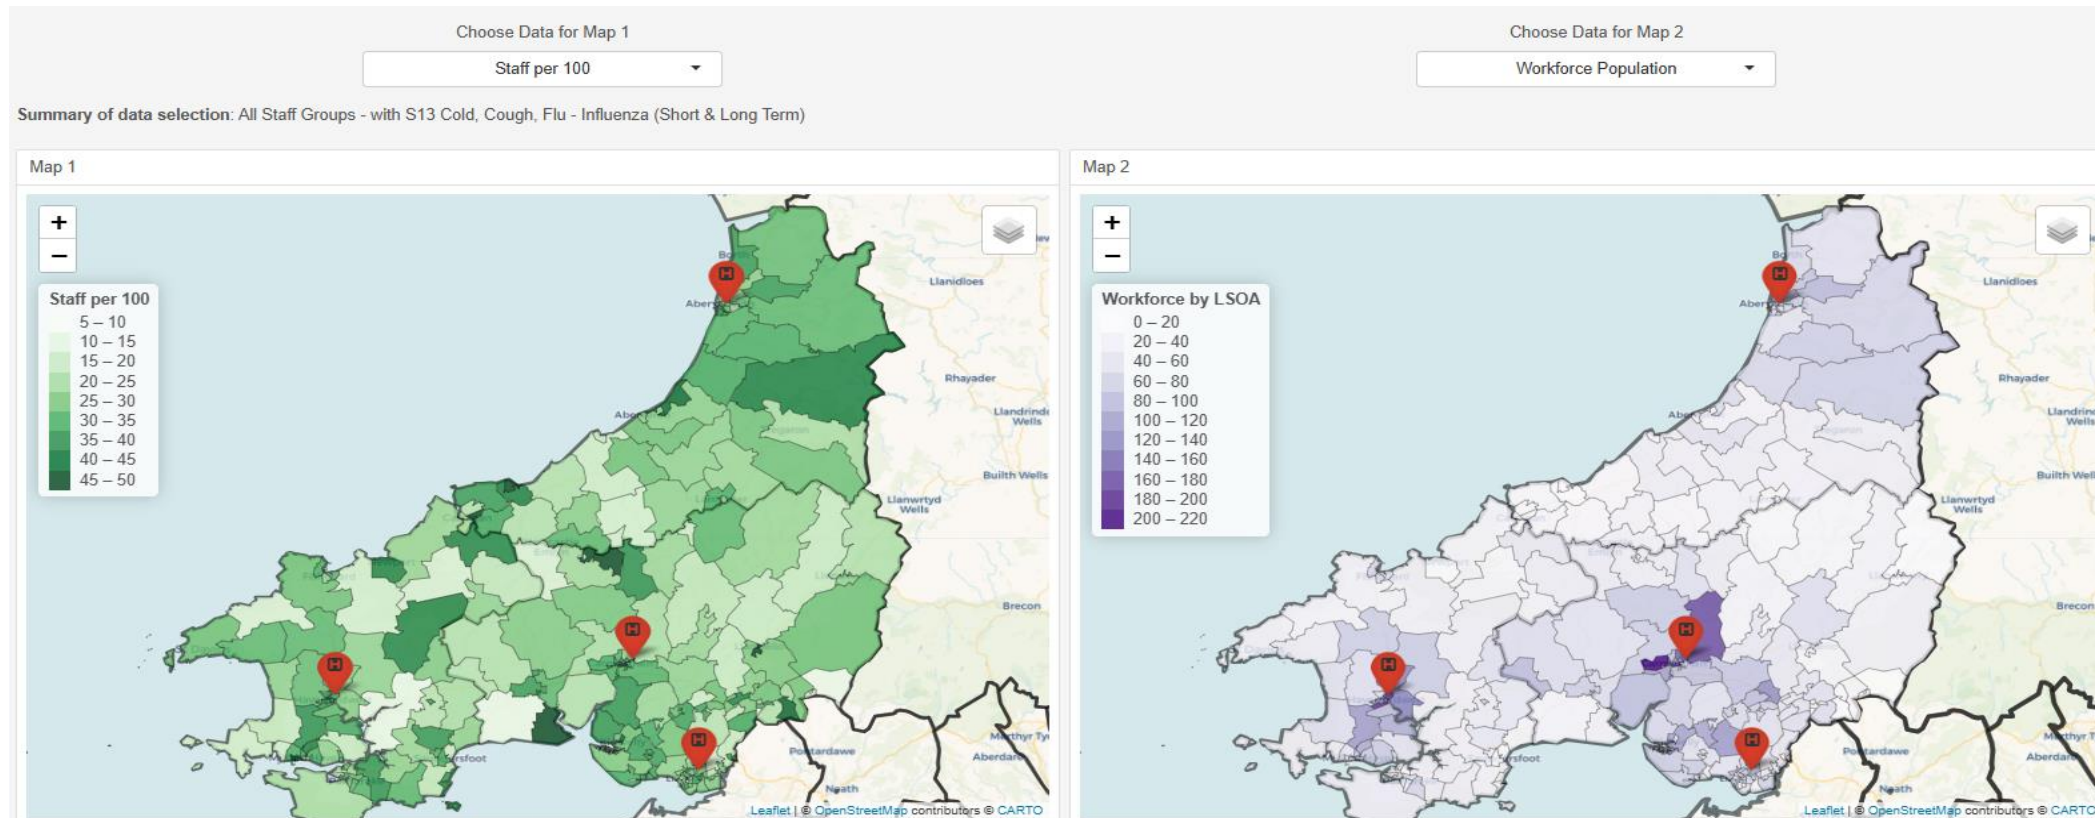 Choose Data for Map 1
Staff per 100
Choose Data for Map 2
Workforce Population
Summary of data selection: All Staff Groups - with S13 Cold, Cough, Flu - Influenza (Short & Long Term)
Map 1
+
−
Staff per 100
5 – 10
10 – 15
15 – 20
20 – 25
25 – 30
30 – 35
35 – 40
40 – 45
45 – 50
Llanidloes
Rhayader
Wells
Builth Wells
Llanwrtyd
Wells
Brecon
Pontardawe
Neath
Leaflet | © OpenStreetMap contributors © CARTO
Map 2
+
−
Workforce by LSOA
0 – 20
20 – 40
40 – 60
60 – 80
80 – 100
100 – 120
120 – 140
140 – 160
160 – 180
180 – 200
200 – 220
Llanidloes
Rhayader
Wells
Llanwrtyd
Wells
Brecon
Pontardawe
Neath
Leaflet | © OpenStreetMap contributors © CARTO